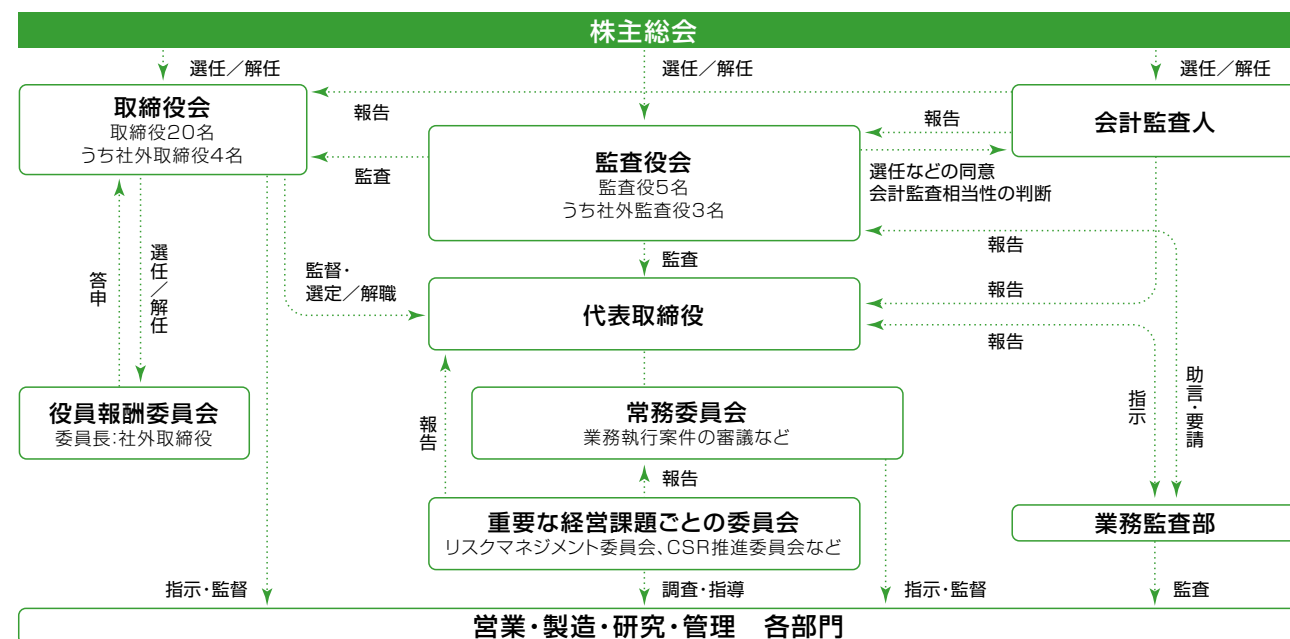 株主総会
選任／解任
選任／解任
選任／解任
取締役会
取締役20名
うち社外取締役4名
報告
報告
会計監査人
監査役会
監査役5名
うち社外監査役3名
監査
選任などの同意
会計監査相当性の判断
報告
監査
答申
選任／解任
監督・
選定／解職
代表取締役
報告
報告
役員報酬委員会
委員長：社外取締役
報告
常務委員会
業務執行案件の審議など
指示
助言・要請
報告
重要な経営課題ごとの委員会
リスクマネジメント委員会、CSR推進委員会など
業務監査部
指示・監督
調査・指導
指示・監督
監査
営業・製造・研究・管理　各部門